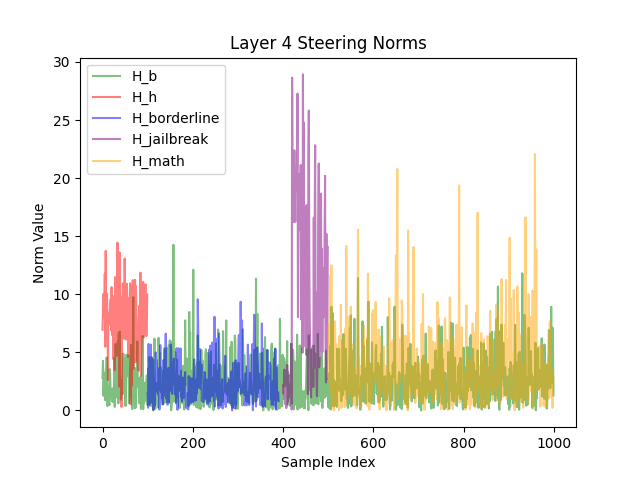 Layer 4 Steering Norms
H_b
H_h
H_borderline
H_jailbreak
H_math
Norm Value
30
25
20
15
10
5
0
0 200 400 600 800 1000
Sample Index